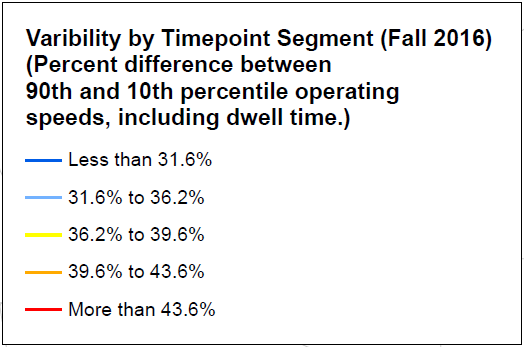 Varibility by Timepoint Segment (Fall 2016)
(Percent difference between
90th and 10th percentile operating
speeds, including dwell time.)
Less than 31.6%
31.6% to 36.2%
36.2% to 39.6%
39.6% to 43.6%
More than 43.6%